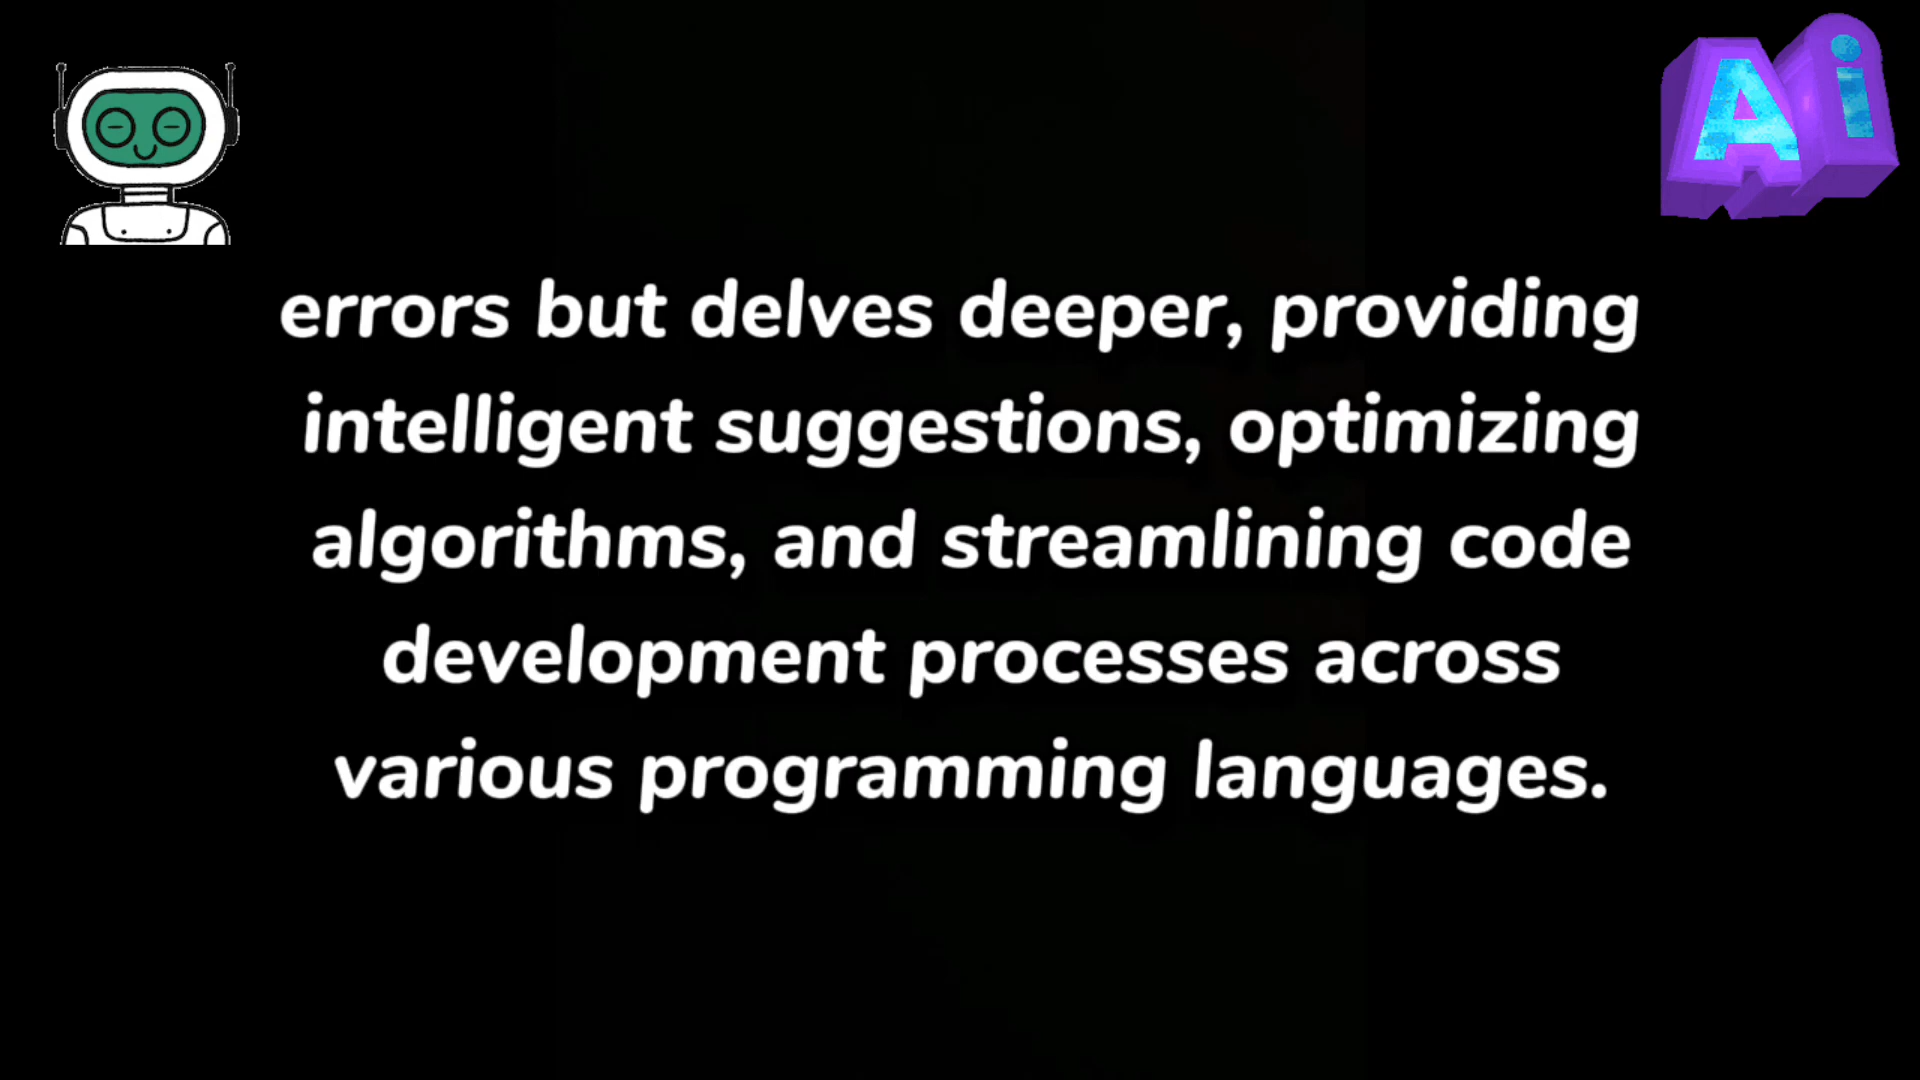 Ai
errors but delves deeper, providing
intelligent suggestions, optimizing
algorithms, and streamlining code
development processes across
various programming languages.